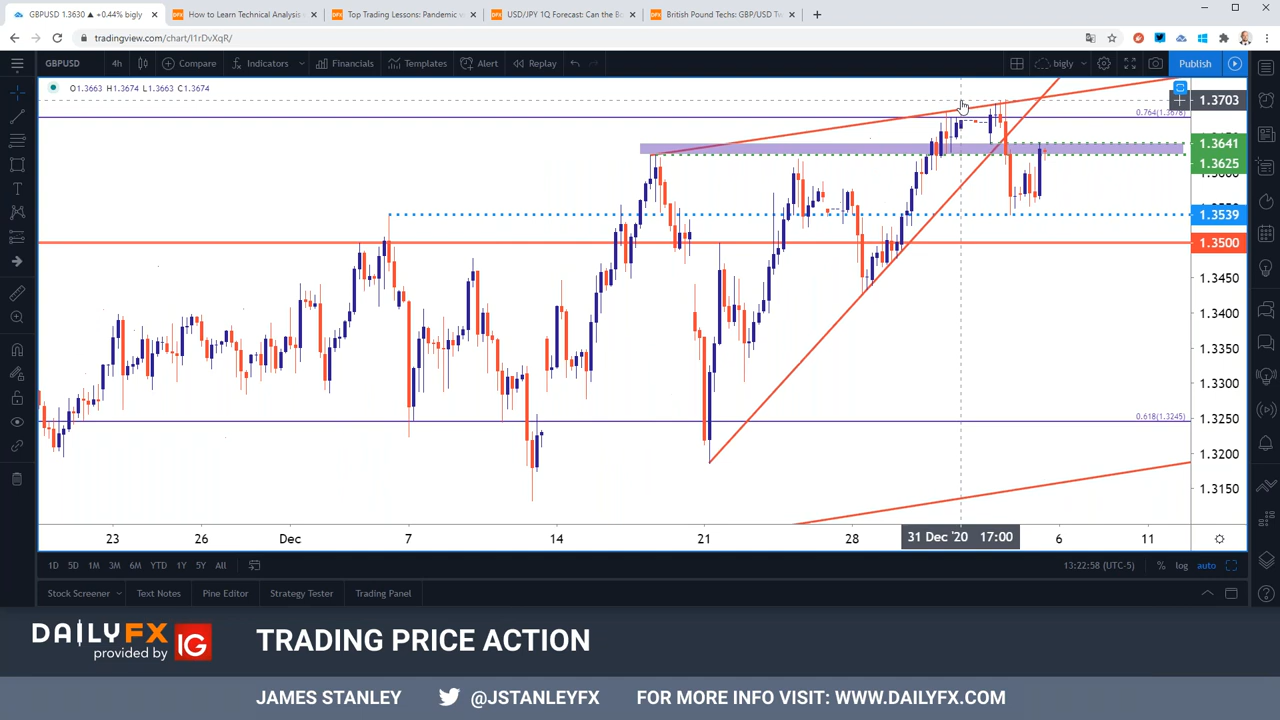 GBPUSD 1.3630 ▲ +0.44% bigly
How to Learn Technical Analysis
Top Trading Lessons: Pandemic
USD/JPY 1Q Forecast: Can the
British Pound Techs: GBP/USD
tradingview.com/chart/I1rDvXqR/
GBPUSD 4h Compare Indicators Financials Templates Alert Replay bigly Publish
O1.3663 H1.3674 L1.3663 C1.3674
1.3703
0.764(1.3678)
1.3641
1.3625
1.3539
1.3500
1.3450
1.3400
1.3350
1.3300
0.618(1.3245)
1.3250
1.3200
1.3150
23 26 Dec 7 14 21 28 31 Dec '20 17:00 6 11
1D 5D 1M 3M 6M YTD 1Y 5Y All 13:22:58 (UTC-5) % log auto
Stock Screener Text Notes Pine Editor Strategy Tester Trading Panel
DAILYFX
provided by IG
TRADING PRICE ACTION
JAMES STANLEY @JSTANLEYFX FOR MORE INFO VISIT: WWW.DAILYFX.COM